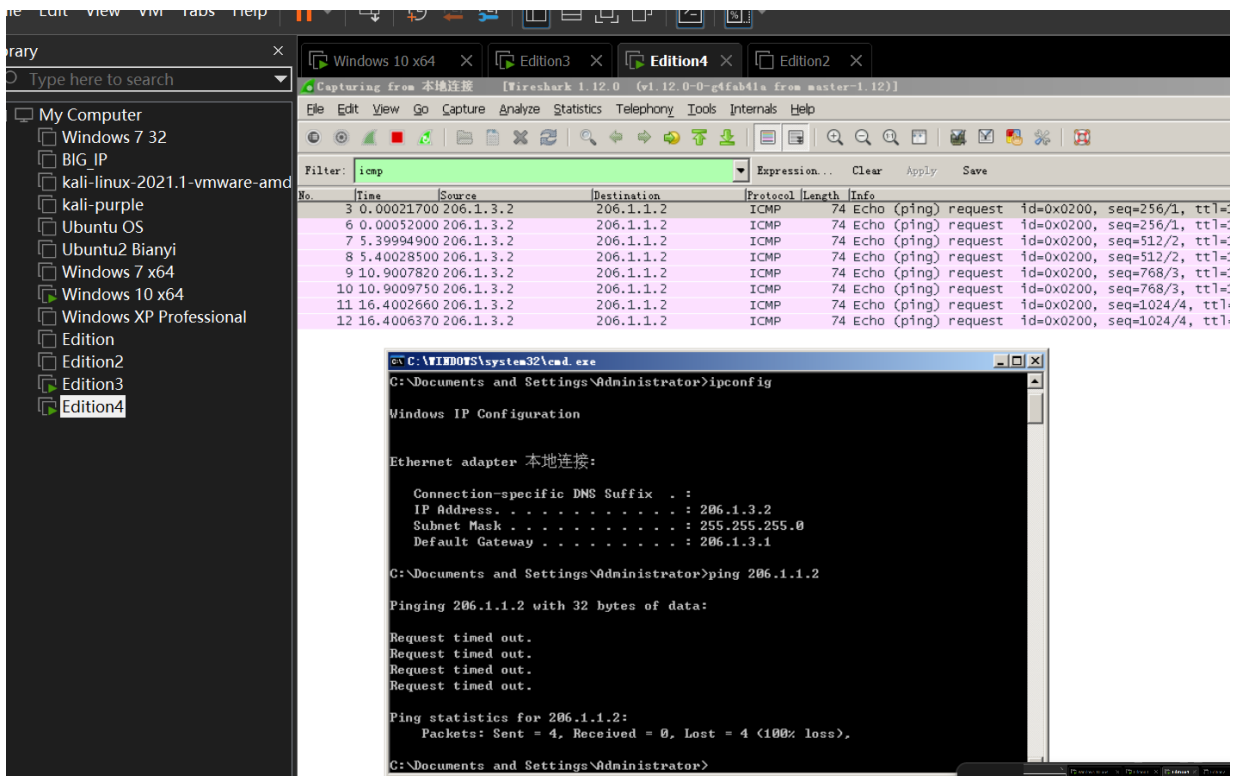 Edit View VM Tabs Help
Library ×
Type here to search
My Computer
Windows 7 32
BIG_IP
kali-linux-2021.1-vmware-amd
kali-purple
Ubuntu OS
Ubuntu2 Bianyi
Windows 7 x64
Windows 10 x64
Windows XP Professional
Edition
Edition2
Edition3
Edition4
Windows 10 x64 × Edition3 × Edition4 × Edition2 ×
Capturing from 本地连接 [Wireshark 1.12.0 (v1.12.0-0-g4fab41a from master-1.12)]
File Edit View Go Capture Analyze Statistics Telephony Tools Internals Help
Filter: icmp Expression... Clear Apply Save
No. Time Source Destination Protocol Length Info
3 0.00021700 206.1.3.2 206.1.1.2 ICMP 74 Echo (ping) request id=0x0200, seq=256/1, ttl=
6 0.00052000 206.1.3.2 206.1.1.2 ICMP 74 Echo (ping) request id=0x0200, seq=256/1, ttl=
7 5.39994900 206.1.3.2 206.1.1.2 ICMP 74 Echo (ping) request id=0x0200, seq=512/2, ttl=
8 5.40028500 206.1.3.2 206.1.1.2 ICMP 74 Echo (ping) request id=0x0200, seq=512/2, ttl=
9 10.9007820 206.1.3.2 206.1.1.2 ICMP 74 Echo (ping) request id=0x0200, seq=768/3, ttl=
10 10.9009750 206.1.3.2 206.1.1.2 ICMP 74 Echo (ping) request id=0x0200, seq=768/3, ttl=
11 16.4002660 206.1.3.2 206.1.1.2 ICMP 74 Echo (ping) request id=0x0200, seq=1024/4, ttl=
12 16.4006370 206.1.3.2 206.1.1.2 ICMP 74 Echo (ping) request id=0x0200, seq=1024/4, ttl=
C:\WINDOWS\system32\cmd.exe
C:\Documents and Settings\Administrator>ipconfig
Windows IP Configuration
Ethernet adapter 本地连接:
Connection-specific DNS Suffix . :
IP Address. . . . . . . . . . . . : 206.1.3.2
Subnet Mask . . . . . . . . . . . : 255.255.255.0
Default Gateway . . . . . . . . . : 206.1.3.1
C:\Documents and Settings\Administrator>ping 206.1.1.2
Pinging 206.1.1.2 with 32 bytes of data:
Request timed out.
Request timed out.
Request timed out.
Request timed out.
Ping statistics for 206.1.1.2:
Packets: Sent = 4, Received = 0, Lost = 4 (100% loss),
C:\Documents and Settings\Administrator>